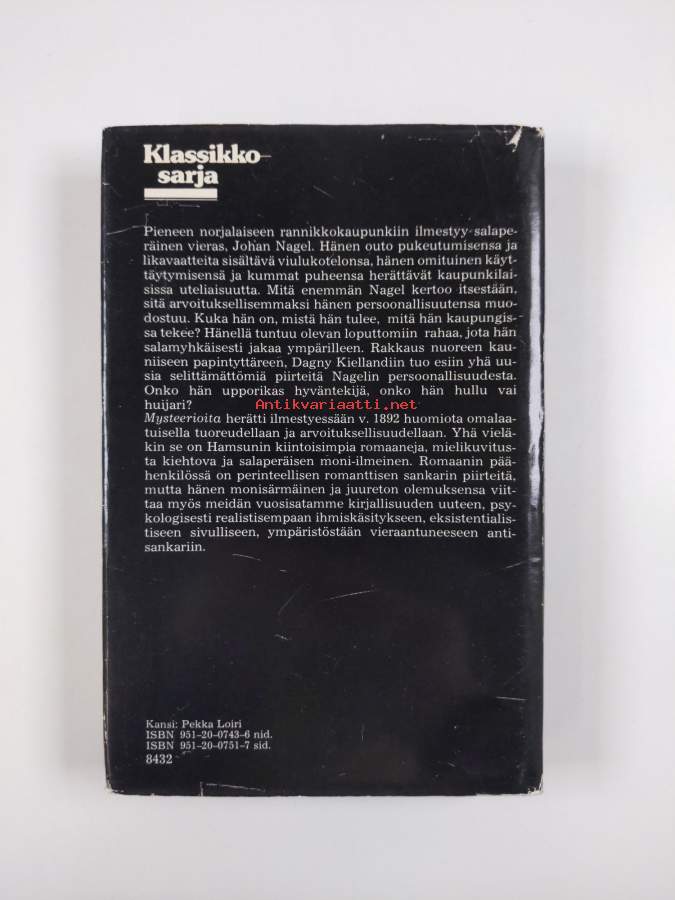 Klassikko-
sarja
Pieneen norjalaiseen rannikkokaupunkiin ilmestyy salape-
räinen vieras, Johan Nagel. Hänen outo pukeutumisensa ja
likavaatteita sisältävä viulukotelonsa, hänen omituinen käyt-
täytymisensä ja kummat puheensa herättävät kaupunkilai-
sissa uteliaisuutta. Mitä enemmän Nagel kertoo itsestään,
sitä arvoituksellisemmaksi hänen persoonallisuutensa muo-
dostuu. Kuka hän on, mistä hän tulee, mitä hän kaupungis-
sa tekee? Hänellä tuntuu olevan loputtomiin rahaa, jota hän
salamyhkäisesti jakaa ympärilleen. Rakkaus nuoreen kau-
niiseen papintyttäreen, Dagny Kiellandiin tuo esiin yhä uu-
sia selittämättömiä piirteitä Nagelin persoonallisuudesta.
Onko hän upporikas hyväntekijä, onko hän hullu vai
huijari?
Antikvariaatti.net
Mysteerioita herätti ilmestyessään v. 1892 huomiota omalaa-
tuisella tuoreudellaan ja arvoituksellisuudellaan. Yhä vielä-
kin se on Hamsunin kiintoisimpia romaaneja, mielikuvitus-
ta kiehtova ja salaperäisen moni-ilmeinen. Romaanin pää-
henkilössä on perinteellisen romanttisen sankarin piirteitä,
mutta hänen monisärmäinen ja juureton olemuksensa viit-
taa myös meidän vuosisatamme kirjallisuuden uuteen, psy-
kologisesti realistisempaan ihmiskäsitykseen, eksistentialis-
tiseen sivulliseen, ympäristöstään vieraantuneeseen anti-
sankariin.
Kansi: Pekka Loiri
ISBN 951-20-0743-6 nid.
ISBN 951-20-0751-7 sid.
8432